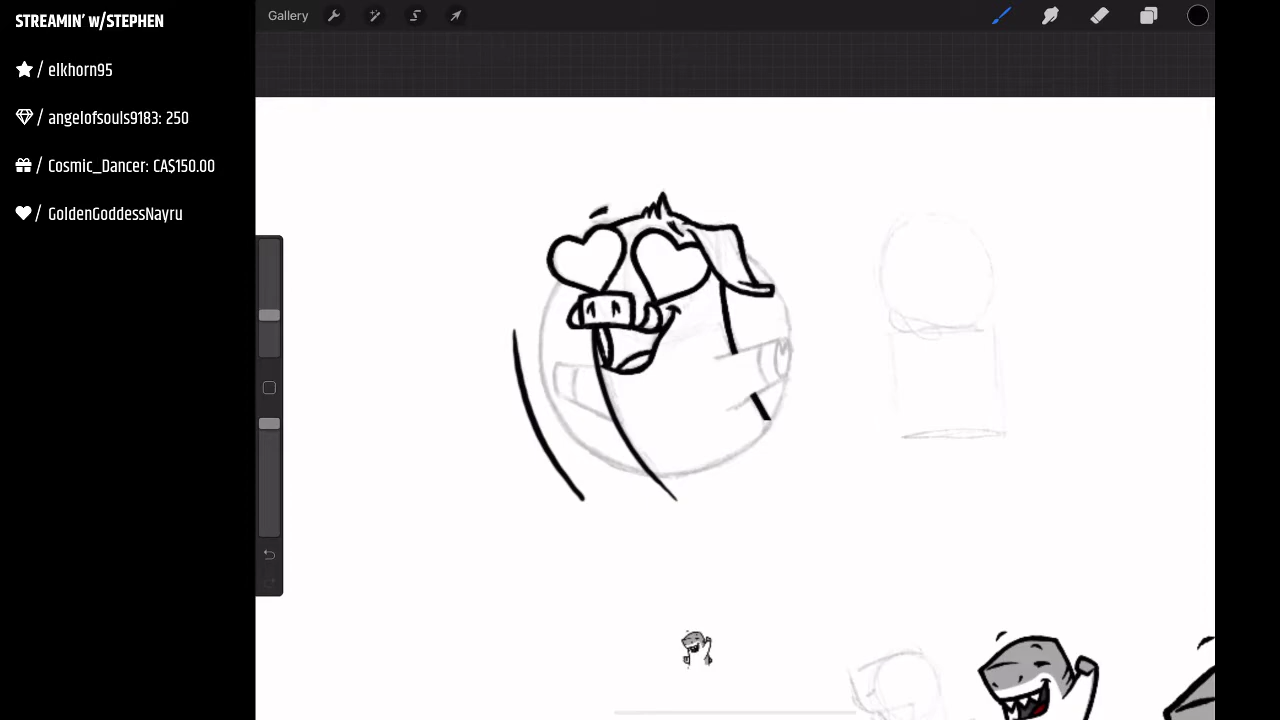 STREAMIN' w/STEPHEN
Gallery
/ elkhorn95
/ angelofsouls9183: 250
/ Cosmic_Dancer: CA$150.00
/ GoldenGoddessNayru